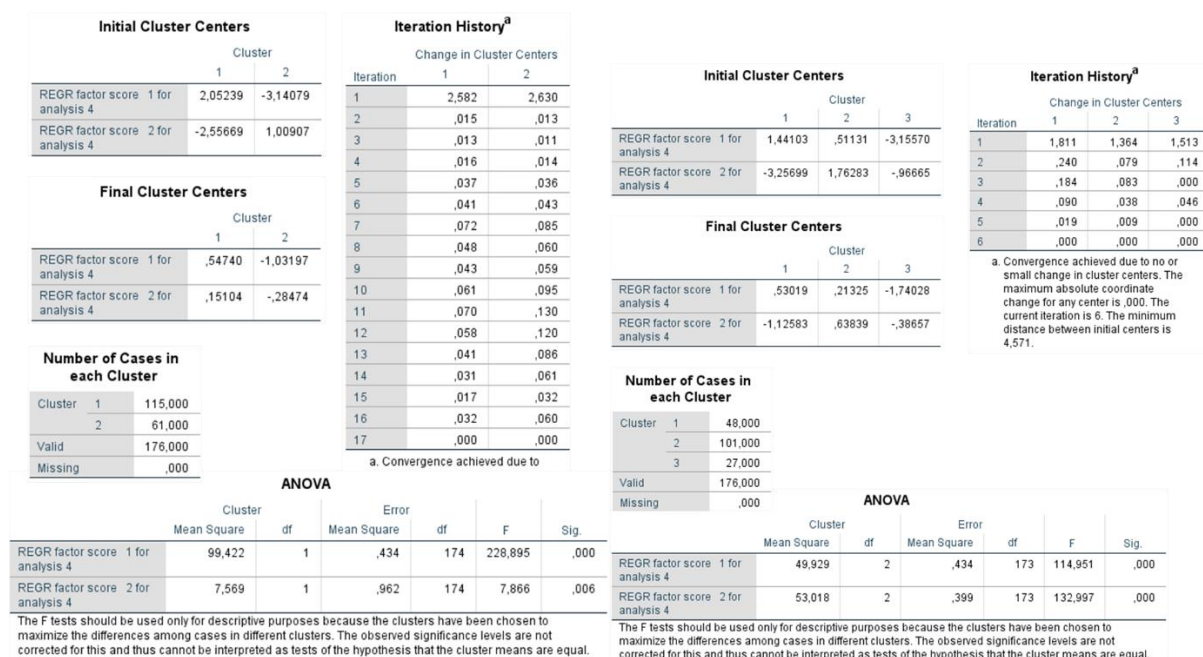 Initial Cluster Centers
Cluster
1 2
REGR factor score 1 for analysis 4 2,05239 -3,14079
REGR factor score 2 for analysis 4 -2,55669 1,00907
Final Cluster Centers
Cluster
1 2
REGR factor score 1 for analysis 4 ,54740 -1,03197
REGR factor score 2 for analysis 4 ,15104 -,28474
Number of Cases in
each Cluster
Cluster 1 115,000
2 61,000
Valid 176,000
Missing ,000
Iteration Historyª
Change in Cluster Centers
Iteration 1 2
1 2,582 2,630
2 ,015 ,013
3 ,013 ,011
4 ,016 ,014
5 ,037 ,036
6 ,041 ,043
7 ,072 ,085
8 ,048 ,060
9 ,043 ,059
10 ,061 ,095
11 ,070 ,130
12 ,058 ,120
13 ,041 ,086
14 ,031 ,061
15 ,017 ,032
16 ,032 ,060
17 ,000 ,000
a. Convergence achieved due to
ANOVA
Cluster Error
Mean Square df Mean Square df F Sig.
REGR factor score 1 for analysis 4 99,422 1 ,434 174 228,895 ,000
REGR factor score 2 for analysis 4 7,569 1 ,962 174 7,866 ,006
The F tests should be used only for descriptive purposes because the clusters have been chosen to
maximize the differences among cases in different clusters. The observed significance levels are not
corrected for this and thus cannot be interpreted as tests of the hypothesis that the cluster means are equal.
Initial Cluster Centers
Cluster
1 2 3
REGR factor score 1 for analysis 4 1,44103 ,51131 -3,15570
REGR factor score 2 for analysis 4 -3,25699 1,76283 -,96665
Final Cluster Centers
Cluster
1 2 3
REGR factor score 1 for analysis 4 ,53019 ,21325 -1,74028
REGR factor score 2 for analysis 4 -1,12583 ,63839 -,38657
Number of Cases in
each Cluster
Cluster 1 48,000
2 101,000
3 27,000
Valid 176,000
Missing ,000
Iteration Historyª
Change in Cluster Centers
Iteration 1 2 3
1 1,811 1,364 1,513
2 ,240 ,079 ,114
3 ,184 ,083 ,000
4 ,090 ,038 ,046
5 ,019 ,009 ,000
6 ,000 ,000 ,000
a. Convergence achieved due to no or
small change in cluster centers. The
maximum absolute coordinate
change for any center is ,000. The
current iteration is 6. The minimum
distance between initial centers is
4,571.
ANOVA
Cluster Error
Mean Square df Mean Square df F Sig.
REGR factor score 1 for analysis 4 49,929 2 ,434 173 114,951 ,000
REGR factor score 2 for analysis 4 53,018 2 ,399 173 132,997 ,000
The F tests should be used only for descriptive purposes because the clusters have been chosen to
maximize the differences among cases in different clusters. The observed significance levels are not
corrected for this and thus cannot be interpreted as tests of the hypothesis that the cluster means are equal.